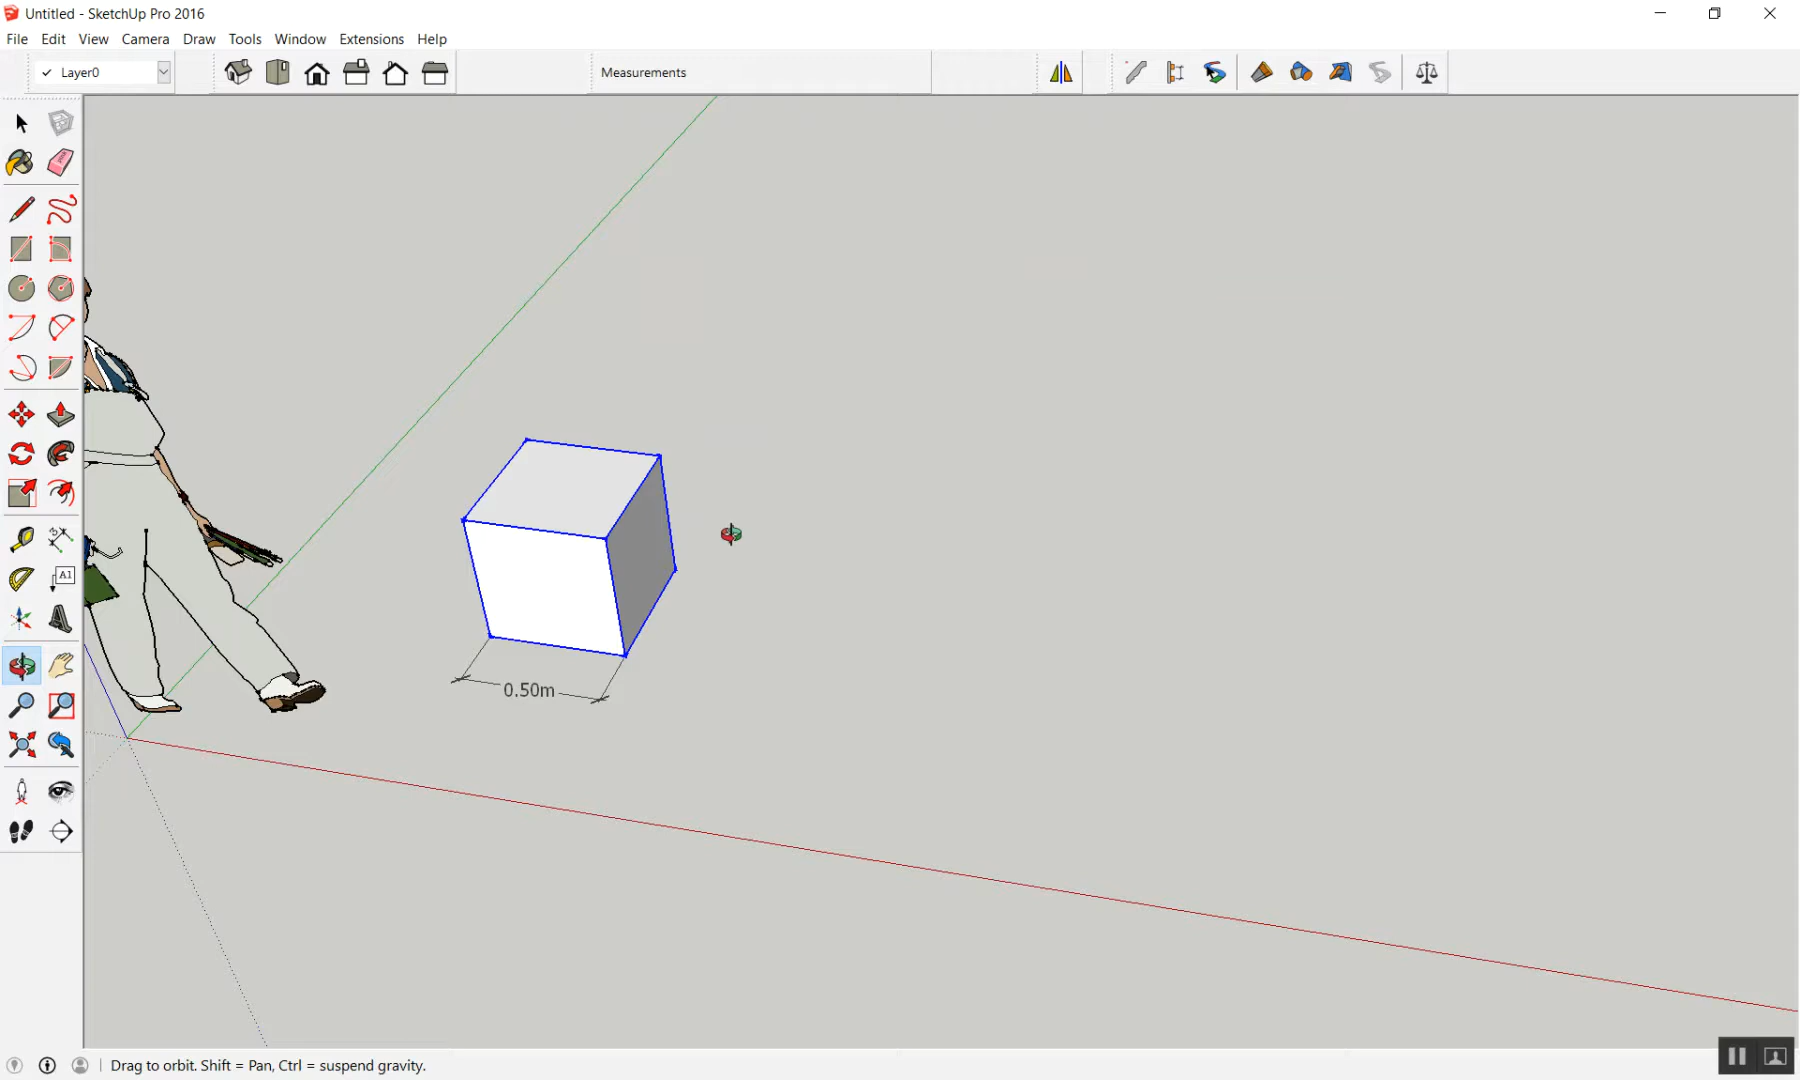 Untitled - SketchUp Pro 2016
File Edit View Camera Draw Tools Window Extensions Help
Layer0
Measurements
A1
0.50m
Drag to orbit. Shift = Pan, Ctrl = suspend gravity.